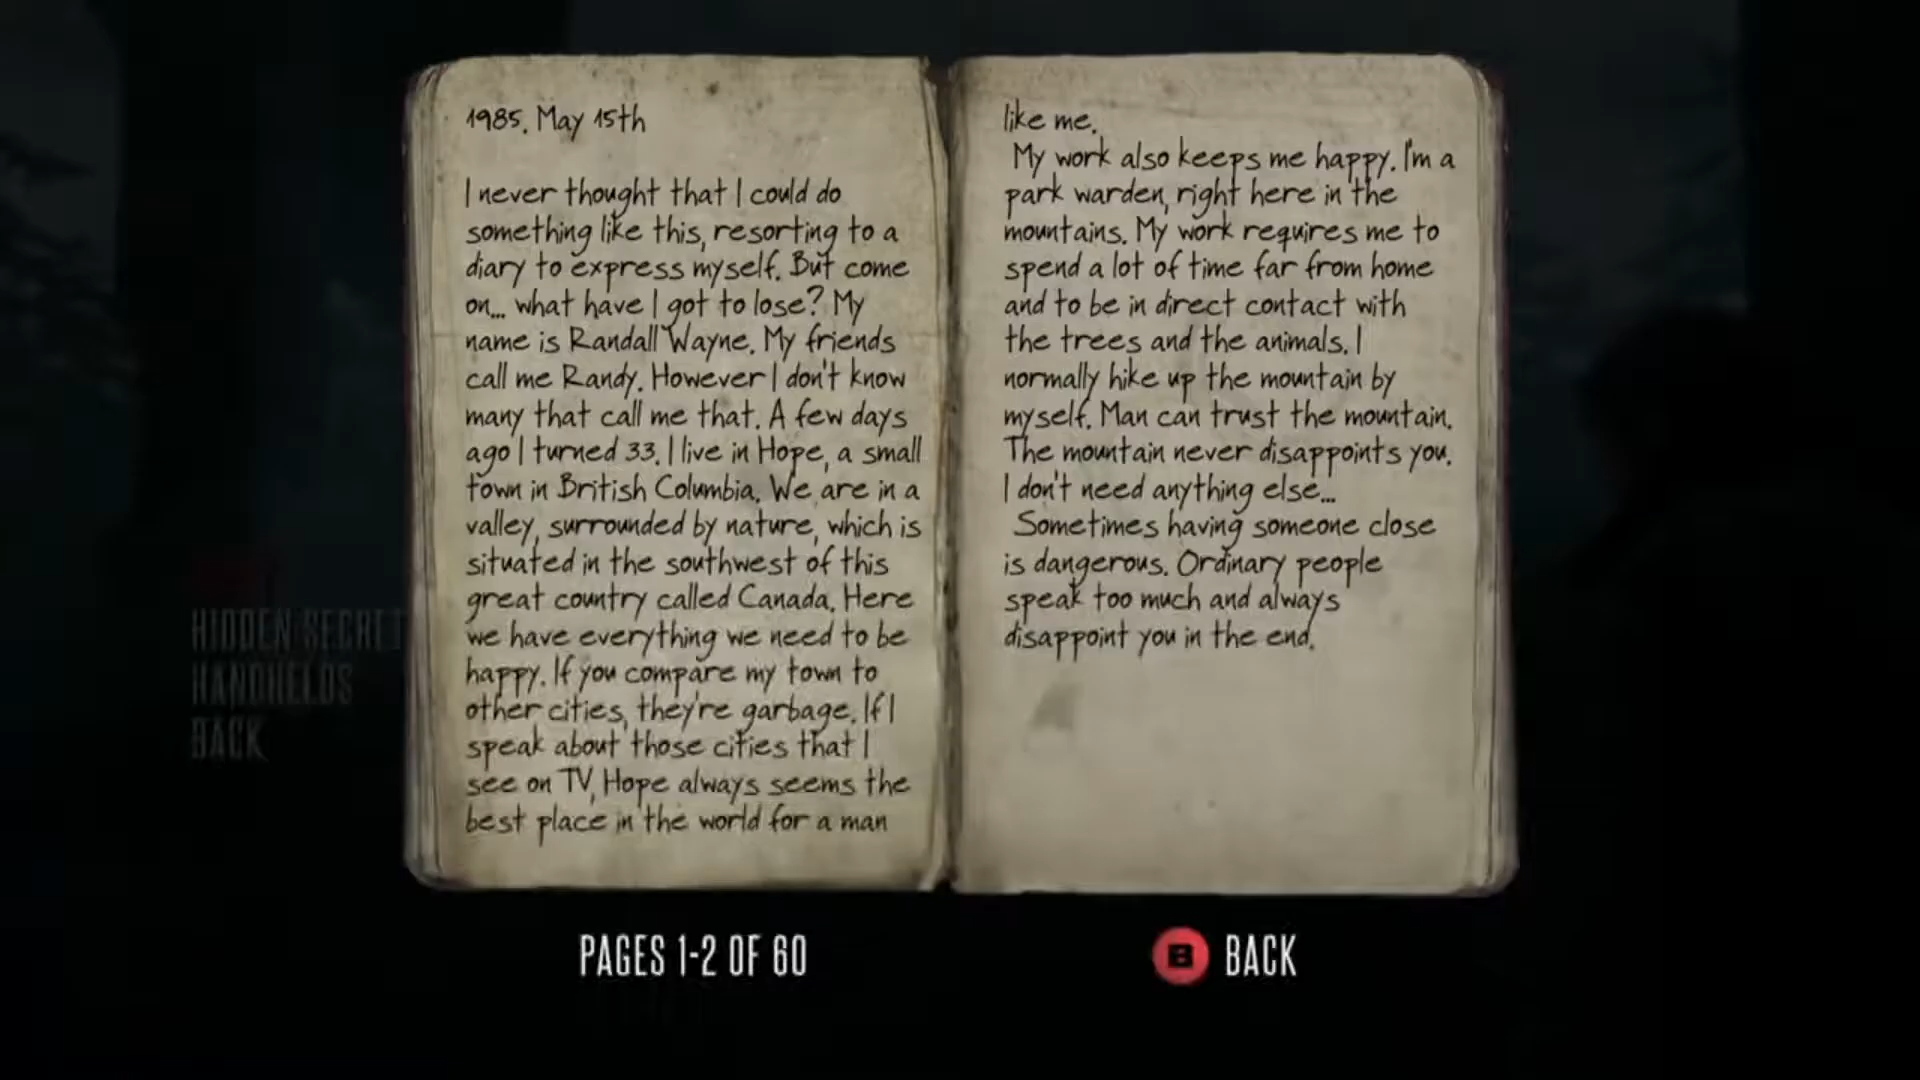 1985, May 15th
I never thought that I could do
something like this, resorting to a
diary to express myself. But come
on... what have I got to lose? My
name is Randall Wayne. My friends
call me Randy. However I don't know
many that call me that. A few days
ago I turned 33. I live in Hope, a small
town in British Columbia. We are in a
valley, surrounded by nature, which is
situated in the southwest of this
great country called Canada. Here
we have everything we need to be
happy. If you compare my town to
other cities, they're garbage. If I
speak about those cities that I
see on TV, Hope always seems the
best place in the world for a man
like me.
My work also keeps me happy. I'm a
park warden, right here in the
mountains. My work requires me to
spend a lot of time far from home
and to be in direct contact with
the trees and the animals. I
normally hike up the mountain by
myself. Man can trust the mountain.
The mountain never disappoints you.
I don't need anything else...
Sometimes having someone close
is dangerous. Ordinary people
speak too much and always
disappoint you in the end.
HIDDEN SECRET
HANDHELDS
BACK
PAGES 1-2 OF 60
B BACK